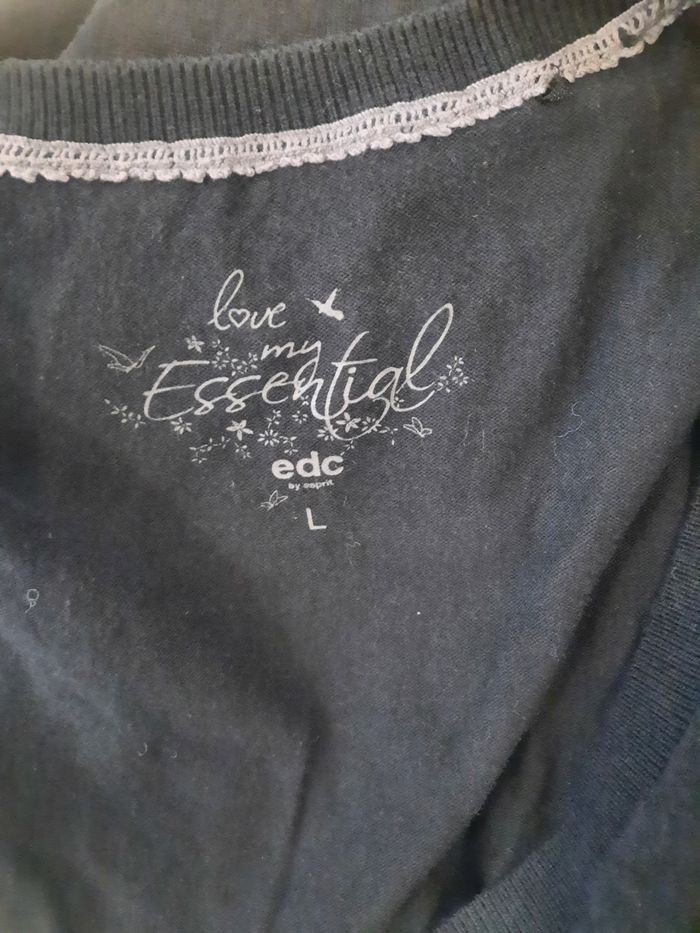 love
my
Essential
edc
by esprit
L